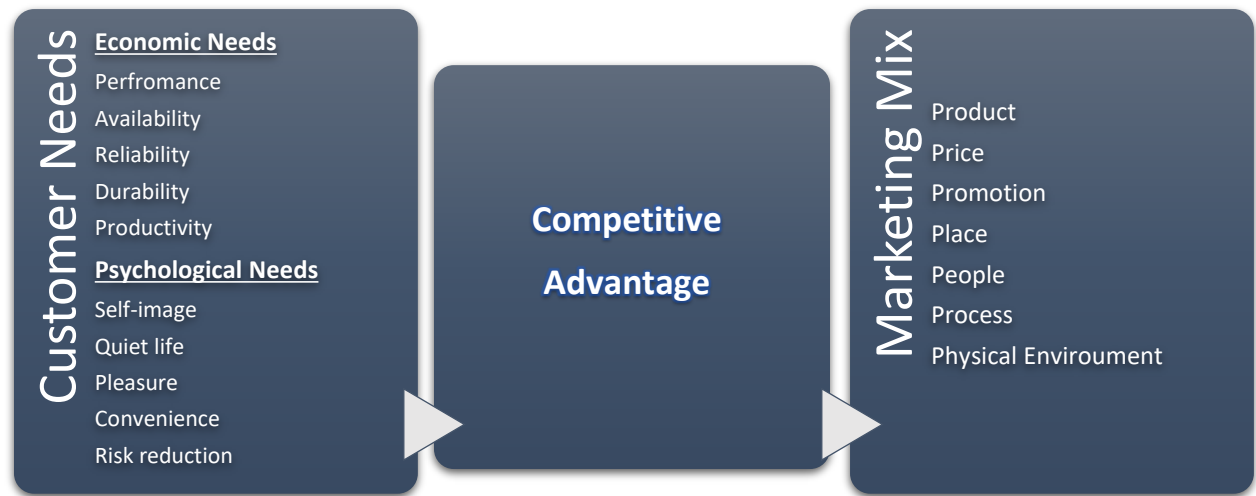 Customer Needs
Economic Needs
Perfromance
Availability
Reliability
Durability
Productivity
Psychological Needs
Self-image
Quiet life
Pleasure
Convenience
Risk reduction
Competitive
Advantage
Marketing Mix
Product
Price
Promotion
Place
People
Process
Physical Enviroument